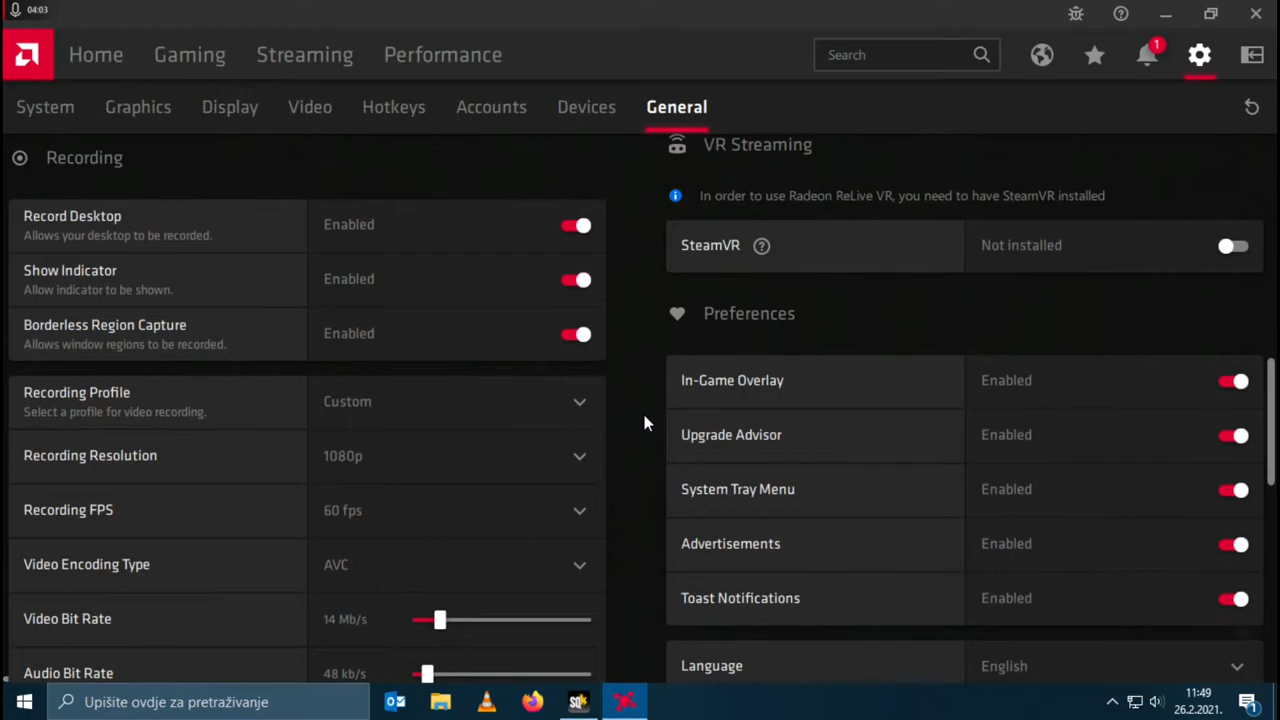 04:03
Home
Gaming
Streaming
Performance
Search
1
System
Graphics
Display
Video
Hotkeys
Accounts
Devices
General
Recording
Record Desktop
Allows your desktop to be recorded.
Enabled
Show Indicator
Allow indicator to be shown.
Enabled
Borderless Region Capture
Allows window regions to be recorded.
Enabled
Recording Profile
Select a profile for video recording.
Custom
Recording Resolution
1080p
Recording FPS
60 fps
Video Encoding Type
AVC
Video Bit Rate
14 Mb/s
Audio Bit Rate
48 kb/s
VR Streaming
In order to use Radeon ReLive VR, you need to have SteamVR installed
SteamVR
Not installed
Preferences
In-Game Overlay
Enabled
Upgrade Advisor
Enabled
System Tray Menu
Enabled
Advertisements
Enabled
Toast Notifications
Enabled
Language
English
Upišite ovdje za pretraživanje
11:49
26.2.2021.
1